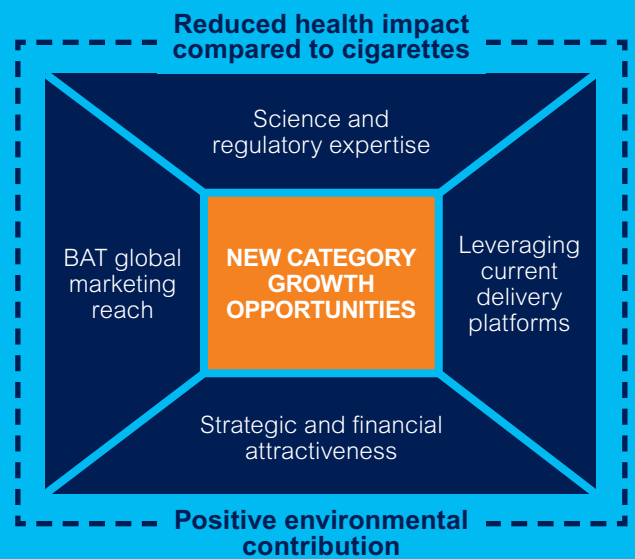 Reduced health impact
compared to cigarettes
Science and
regulatory expertise
BAT global
marketing
reach
NEW CATEGORY
GROWTH
OPPORTUNITIES
Leveraging
current
delivery
platforms
Strategic and financial
attractiveness
Positive environmental
contribution